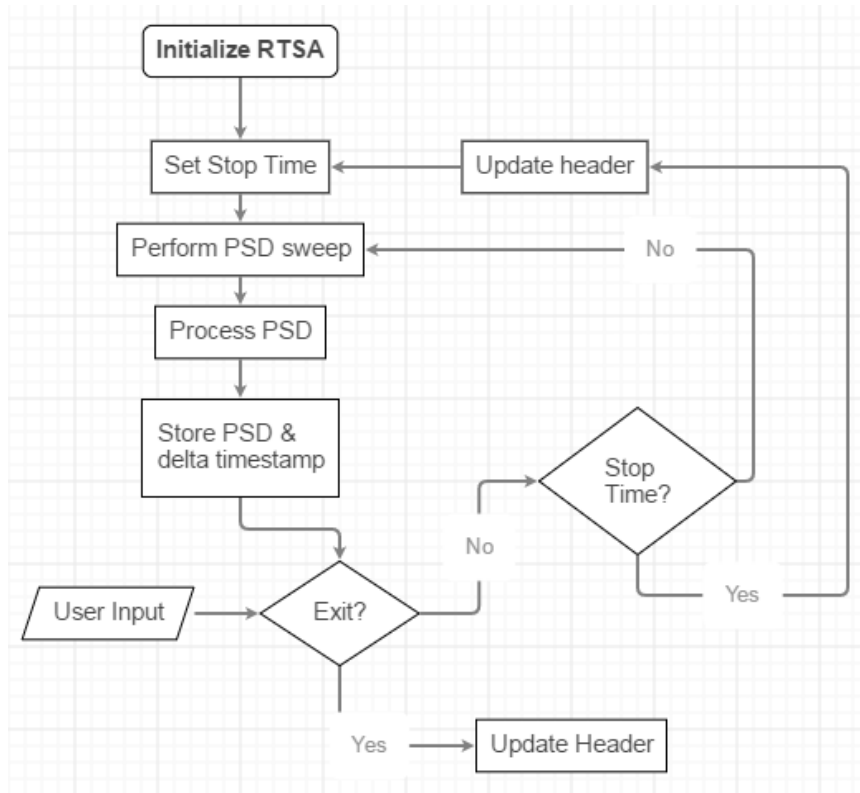 Initialize RTSA
Set Stop Time
Update header
Perform PSD sweep
No
Process PSD
Store PSD &
delta timestamp
Stop
Time?
No
User Input
Exit?
Yes
Yes
Update Header